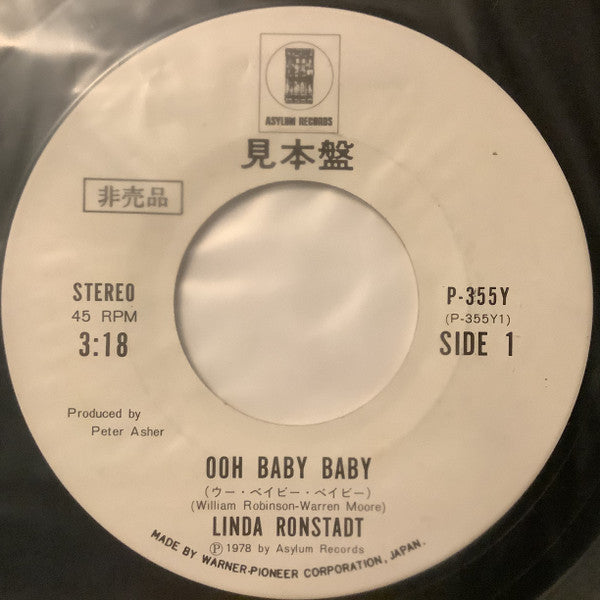 ASYLUM RECORDS
見本盤
非売品
STEREO
45 RPM
3:18
P-355Y
(P-355Y1)
SIDE 1
Produced by
Peter Asher
OOH BABY BABY
(ウー・ベイビー・ベイビー)
(William Robinson-Warren Moore)
LINDA RONSTADT
Ⓟ1978 by Asylum Records
MADE BY WARNER-PIONEER CORPORATION, JAPAN.